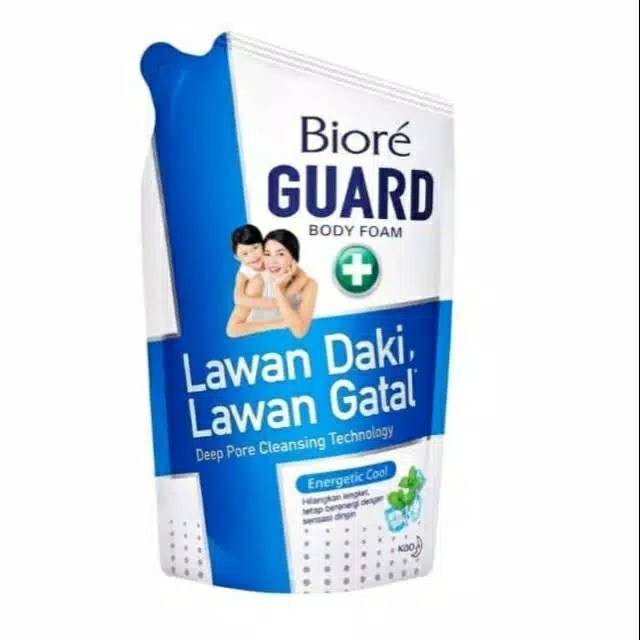 Bioré
GUARD
BODY FOAM
Lawan Daki,
Lawan Gatal*
Deep Pore Cleansing Technology
Energetic Cool
Hilangkan lengket,
tetap berenergi dengan
sensasi dingin
Kao